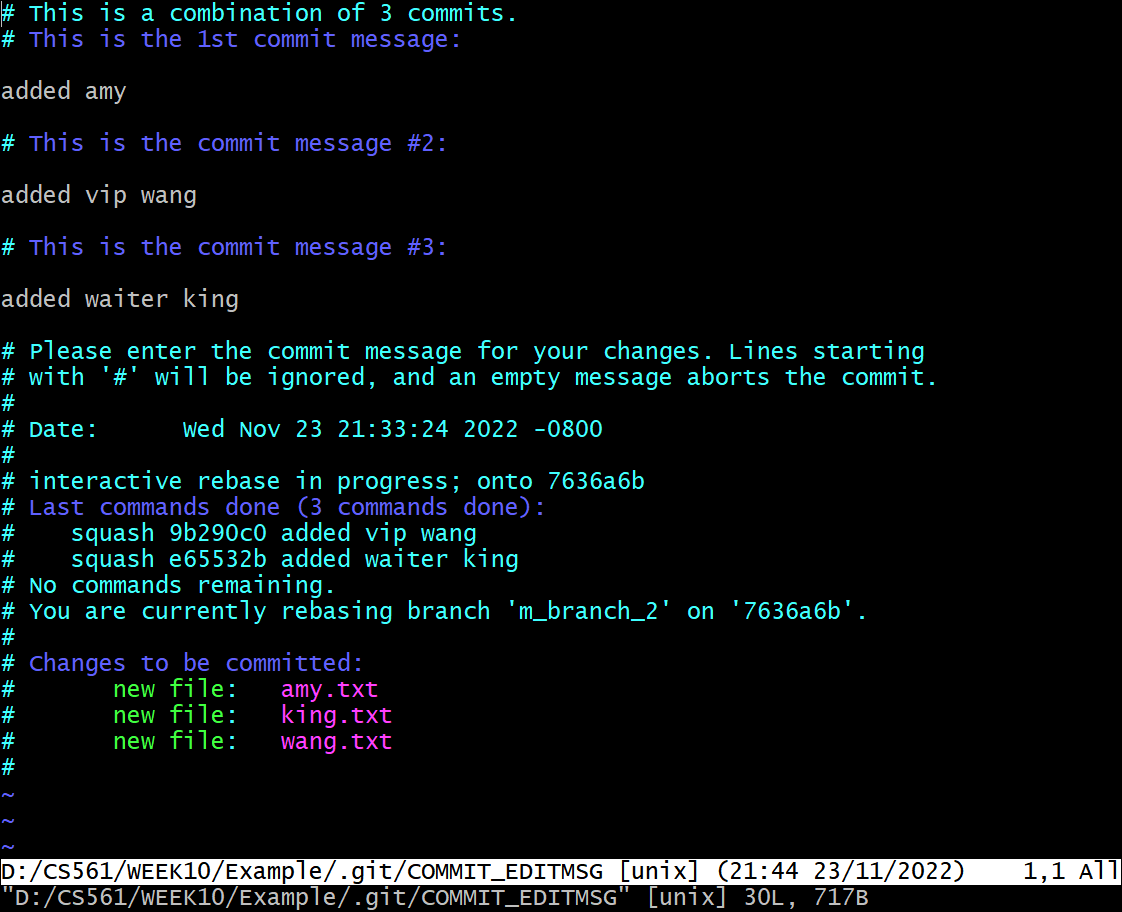 # This is a combination of 3 commits.
# This is the 1st commit message:
added amy
# This is the commit message #2:
added vip wang
# This is the commit message #3:
added waiter king
# Please enter the commit message for your changes. Lines starting
# with '#' will be ignored, and an empty message aborts the commit.
#
# Date:      Wed Nov 23 21:33:24 2022 -0800
#
# interactive rebase in progress; onto 7636a6b
# Last commands done (3 commands done):
#    squash 9b290c0 added vip wang
#    squash e65532b added waiter king
# No commands remaining.
# You are currently rebasing branch 'm_branch_2' on '7636a6b'.
#
# Changes to be committed:
#       new file:   amy.txt
#       new file:   king.txt
#       new file:   wang.txt
#
~
~
~
D:/CS561/WEEK10/Example/.git/COMMIT_EDITMSG [unix] (21:44 23/11/2022)    1,1 All
"D:/CS561/WEEK10/Example/.git/COMMIT_EDITMSG" [unix] 30L, 717B